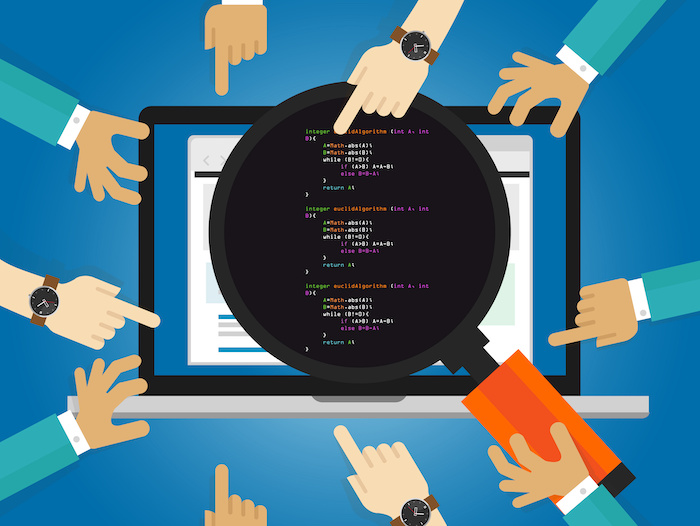 integer euclidAlgorithm (int A, int
B){
A=Math.abs(A)\
B=Math.abs(B)\
while (B!=0){
if (A>B) A=A-B\
else B=B-A\
}
return A\
}
integer euclidAlgorithm (int A, int
B){
A=Math.abs(A)\
B=Math.abs(B)\
while (B!=0){
if (A>B) A=A-B\
else B=B-A\
}
return A\
}
integer euclidAlgorithm (int A, int
B){
A=Math.abs(A)\
B=Math.abs(B)\
while (B!=0){
if (A>B) A=A-B\
else B=B-A\
}
return A\
}